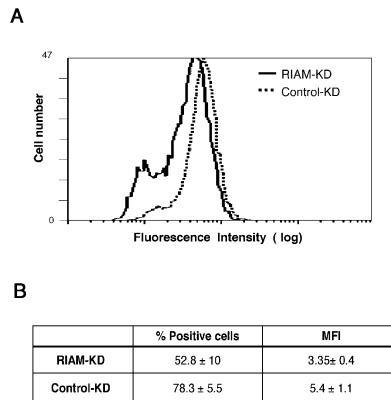 A
47
RIAM-KD
Control-KD
Cell number
0
Fluorescence Intensity ( log)
B
% Positive cells MFI
RIAM-KD 52.8 ± 10 3.35± 0.4
Control-KD 78.3 ± 5.5 5.4 ± 1.1